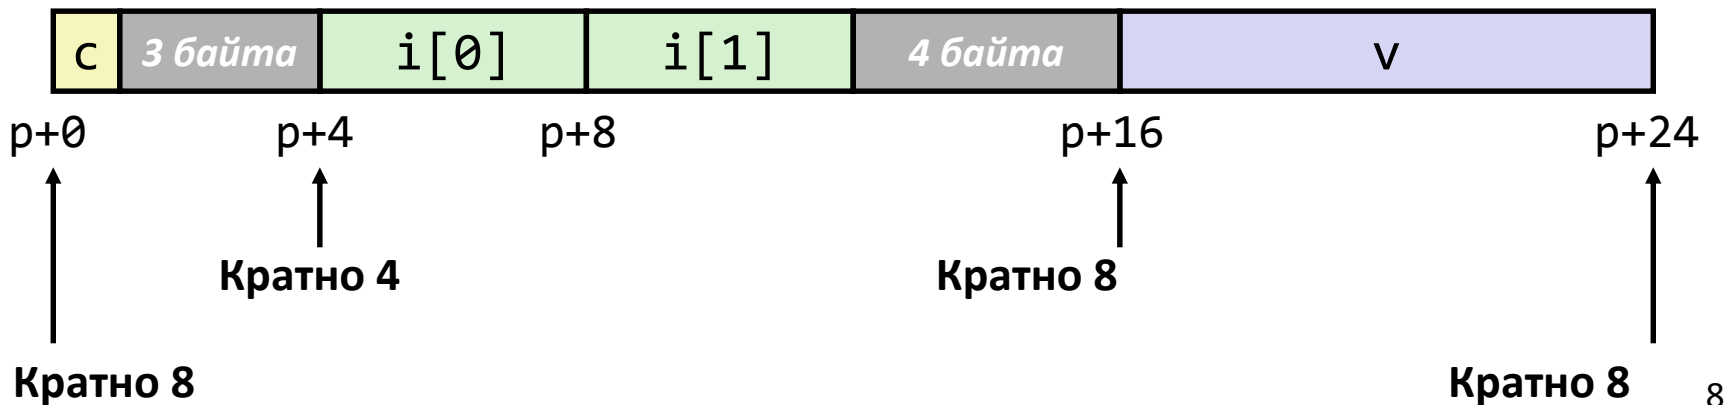 c 3 байта i[0] i[1] 4 байта v
p+0 p+4 p+8 p+16 p+24
Кратно 4 Кратно 8
Кратно 8 Кратно 8 8